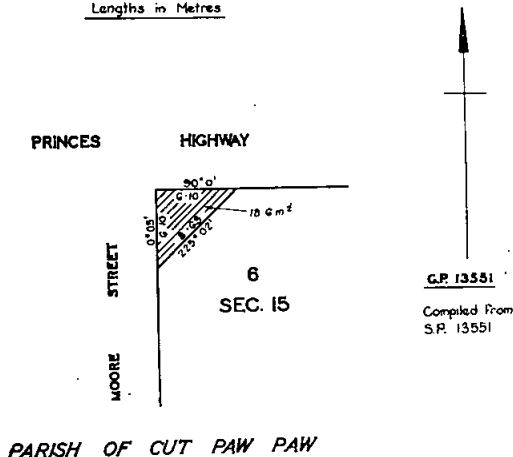 Lengths in Metres
PRINCES HIGHWAY
90° 0'
6·10
18·6 m²
0° 05'
6·10
8·63
225° 02'
6
SEC. 15
MOORE STREET
G.P. 13551
Compiled from
S.P. 13551
PARISH OF CUT PAW PAW